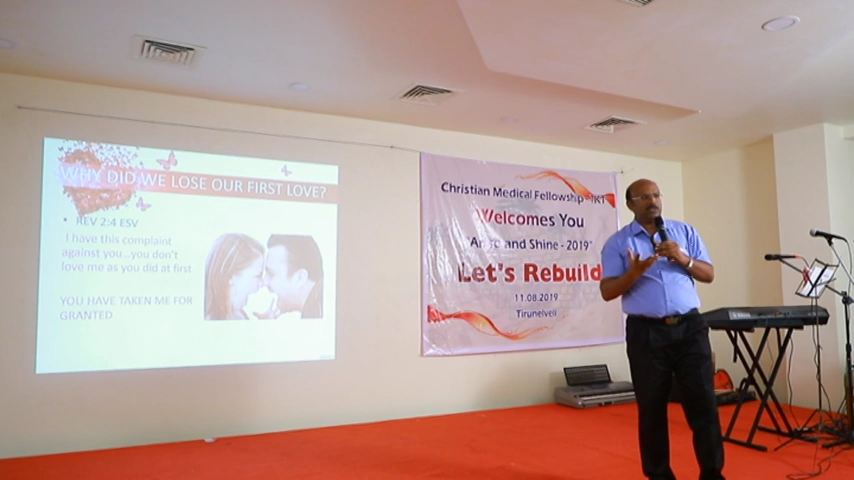 WHY DID WE LOSE OUR FIRST LOVE?
• REV 2:4 ESV
I have this complaint
against you...you don't
love me as you did at first
YOU HAVE TAKEN ME FOR
GRANTED
Christian Medical Fellowship -
Welcomes You
and Shine - 2019"
Let's Rebuild
11.08.2019
Tirunelveli